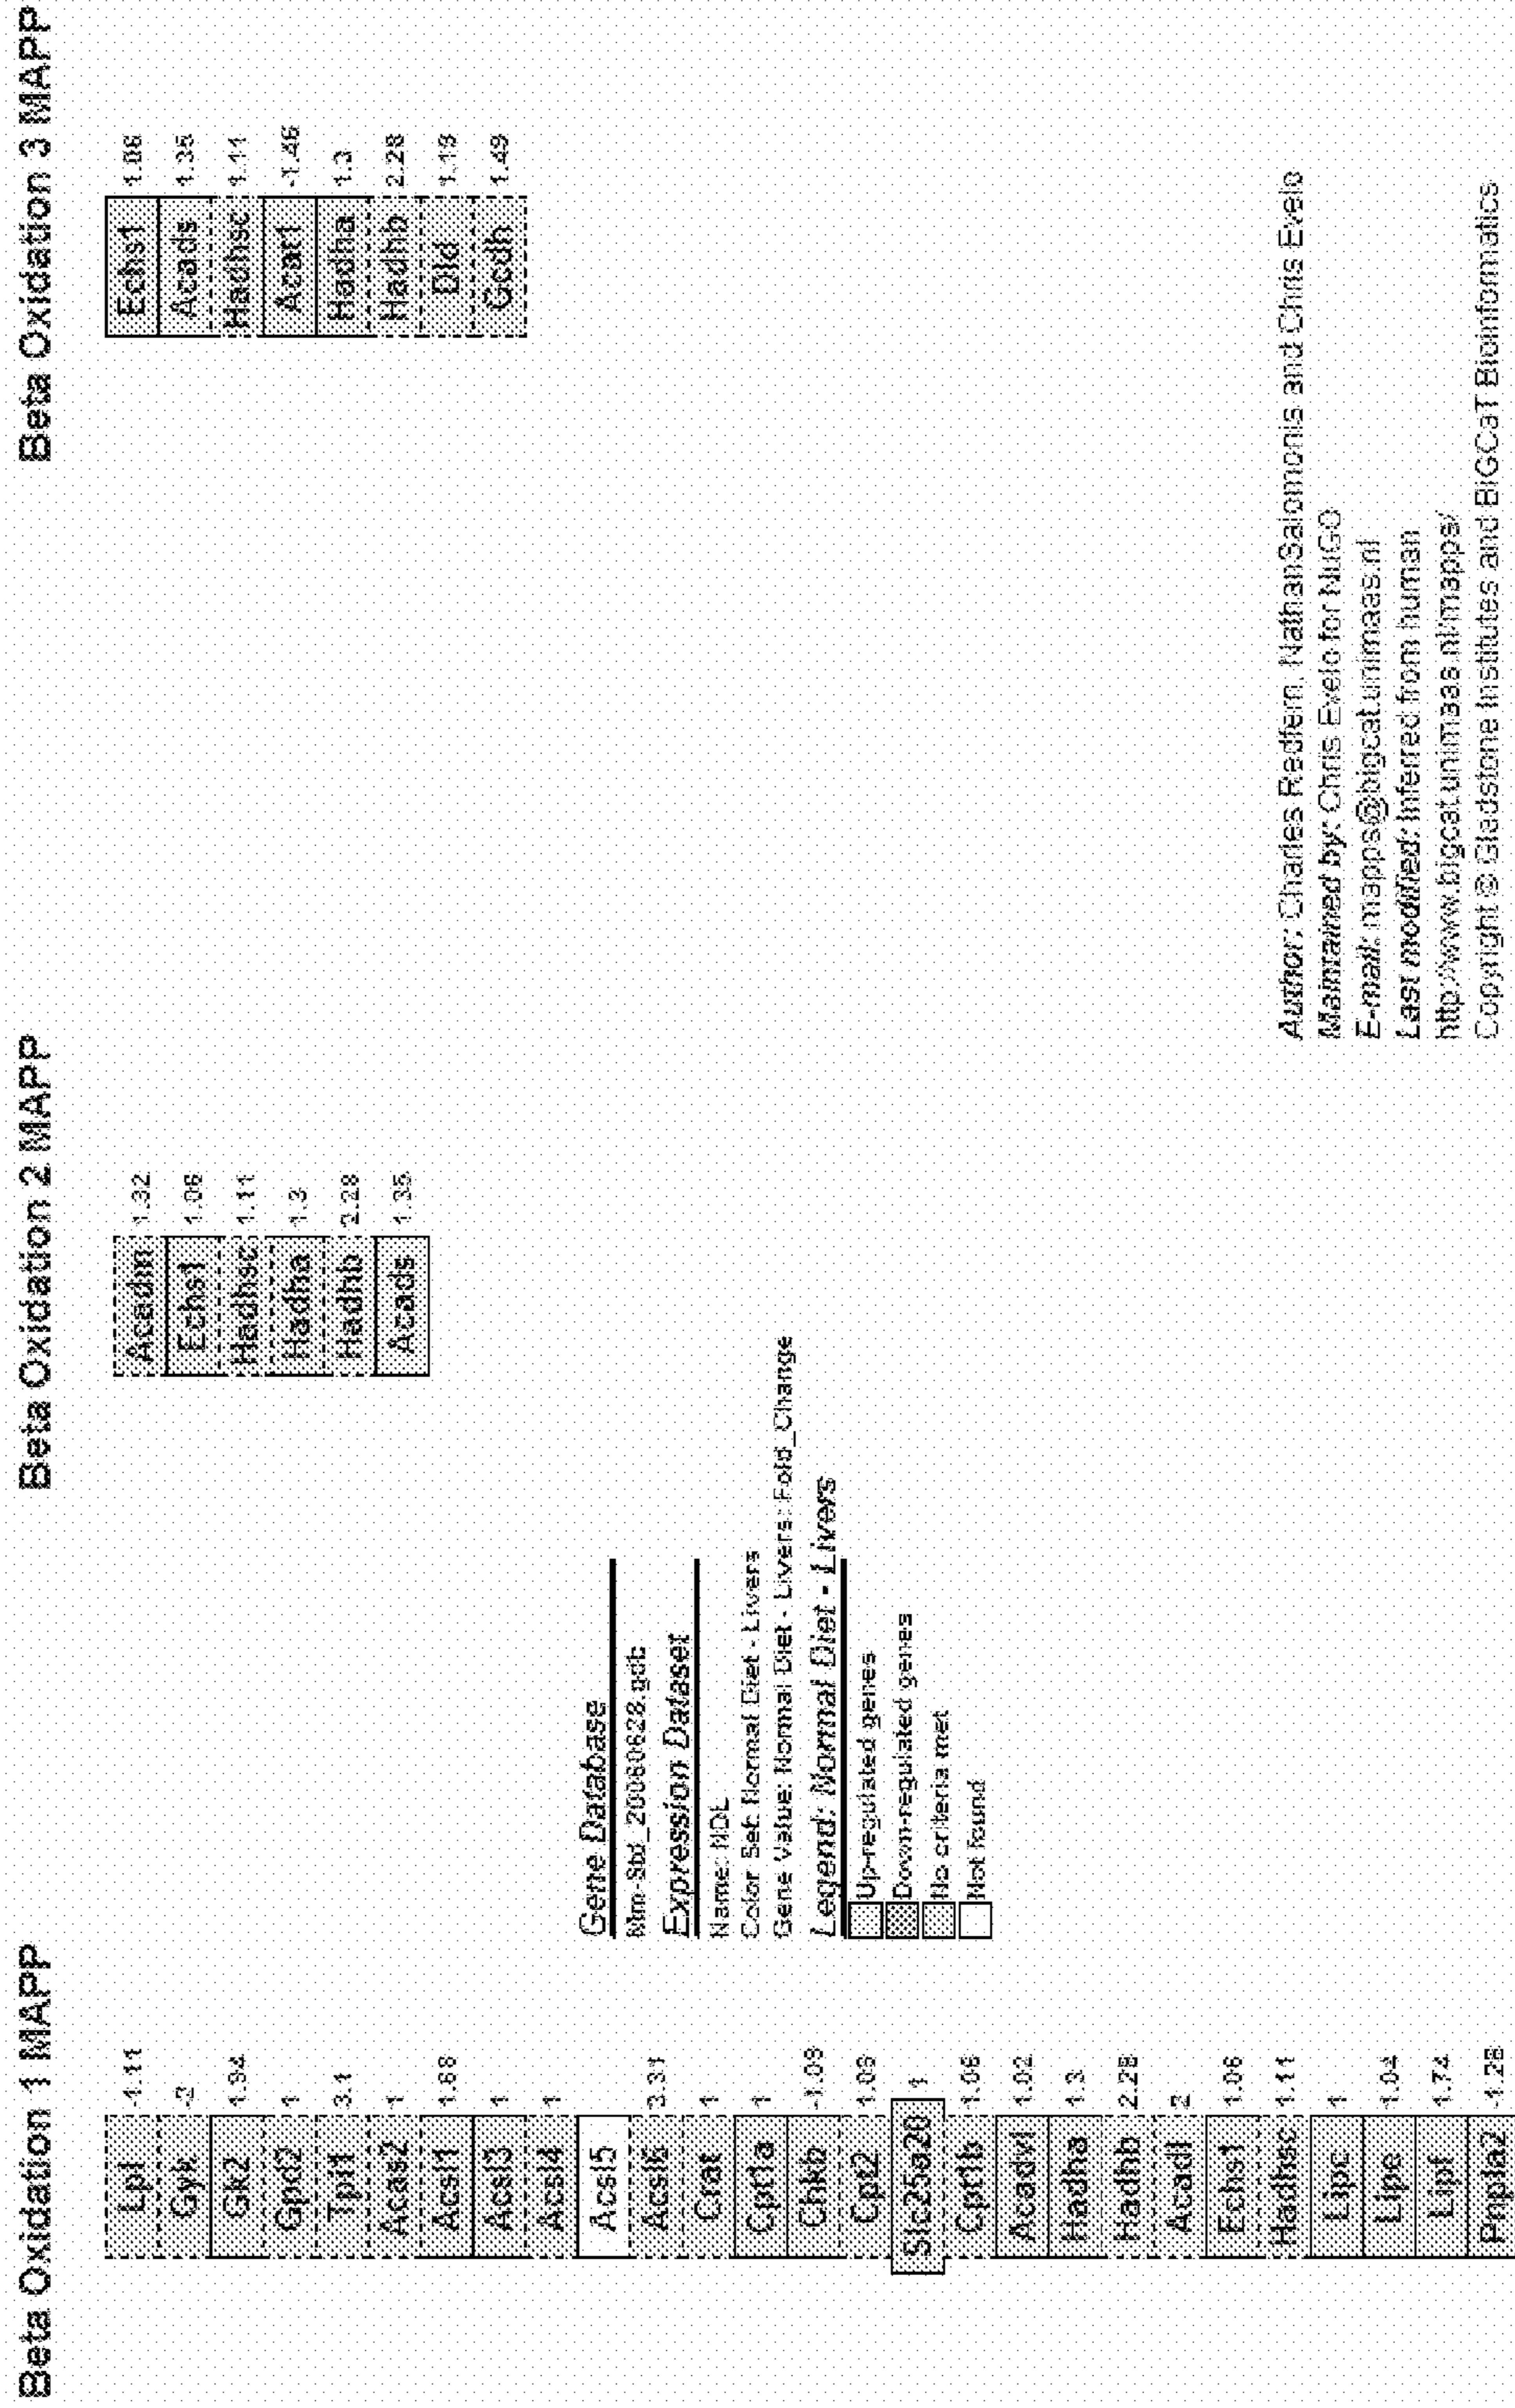 Beta Oxidation 1 MAPP
Lpl -1.11
Gyk -2
Gk2 1.94
Gpd2 1
Tpi1 3.1
Acas2 1
Acsl1 1.68
Acsl3 1
Acsl4 1
Acsl5
Acsl6 3.31
Crat 1
Cpt1a 1
Chkb -1.09
Cpt2 1.09
Slc25a20 1
Cpt1b 1.06
Acadvl 1.02
Hadha 1.3
Hadhb 2.28
Acadl 2
Echs1 1.06
Hadhsc 1.11
Lipc 1
Lipe 1.04
Lipf 1.74
Pnpla2 -1.28
Gene Database
Mm-Std_20060628.gdb
Expression Dataset
Name: NDL
Color Set: Normal Diet - Livers
Gene Value: Normal Diet - Livers: Fold_Change
Legend: Normal Diet - Livers
Up-regulated genes
Down-regulated genes
No criteria met
Not found
Beta Oxidation 2 MAPP
Acadm 1.32
Echs1 1.06
Hadhsc 1.11
Hadha 1.3
Hadhb 2.28
Acads 1.35
Beta Oxidation 3 MAPP
Echs1 1.06
Acads 1.35
Hadhsc 1.11
Acat1 -1.46
Hadha 1.3
Hadhb 2.28
Dld 1.19
Gcdh 1.49
Author: Charles Redfern, NathanSalomonis and Chris Evelo
Maintained by: Chris Evelo for NuGO
E-mail: mapps@bigcat.unimaas.nl
Last modified: Inferred from human
http://www.bigcat.unimaas.nl/mapps/
Copyright © Gladstone Institutes and BiGCaT Bioinformatics